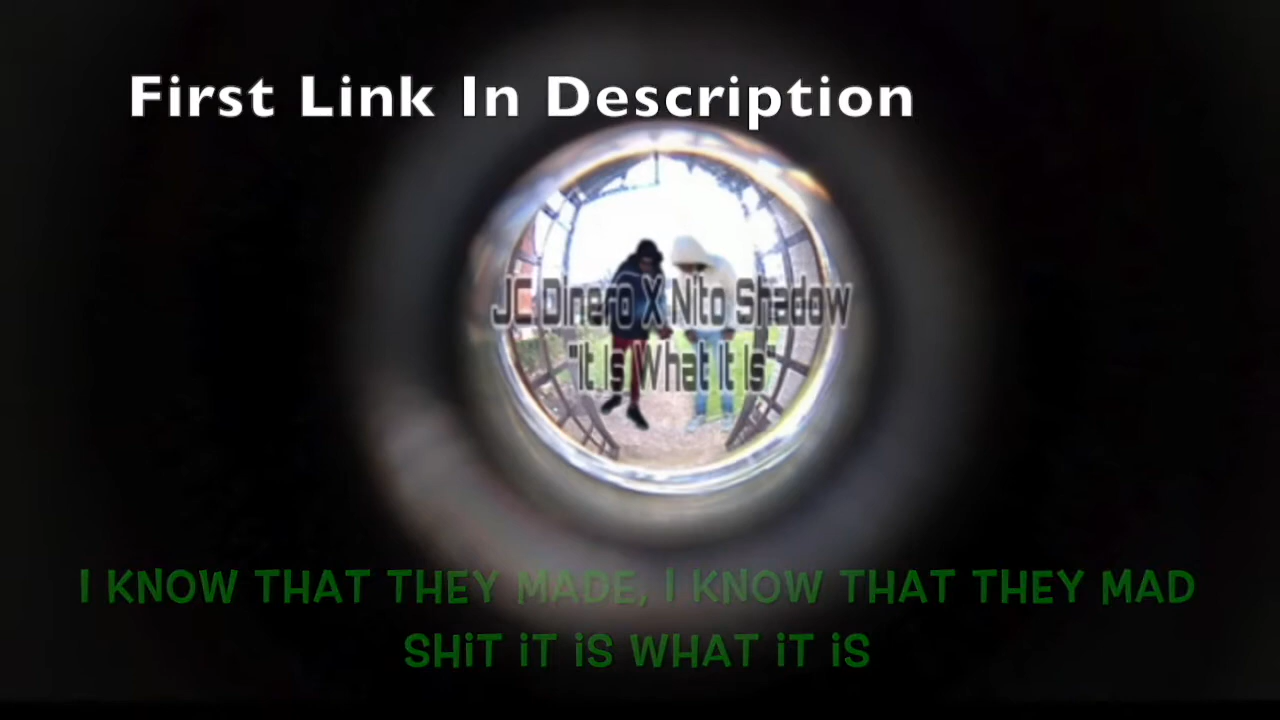 First Link In Description
JC Dinero X Nito Shadow
"It Is What It Is"
I KNOW THAT THEY MADE, I KNOW THAT THEY MAD
SHiT iT iS WHAT iT iS